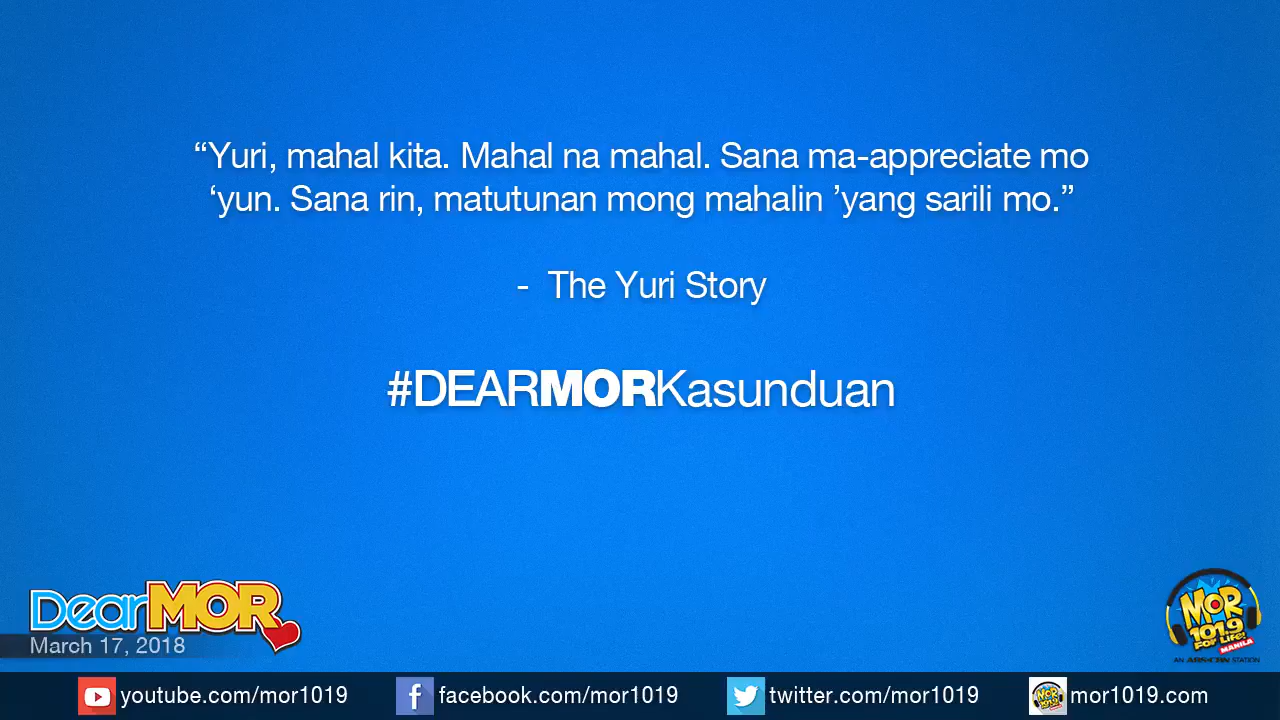 “Yuri, mahal kita. Mahal na mahal. Sana ma-appreciate mo
‘yun. Sana rin, matutunan mong mahalin ’yang sarili mo.”
- The Yuri Story
#DEARMORKasunduan
DearMOR
March 17, 2018
MOR
101.9
FOR Life!
MANILA
AN ABS-CBN STATION
youtube.com/mor1019
facebook.com/mor1019
twitter.com/mor1019
mor1019.com